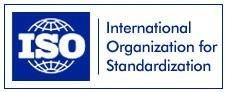 ISO
International
Organization for
Standardization